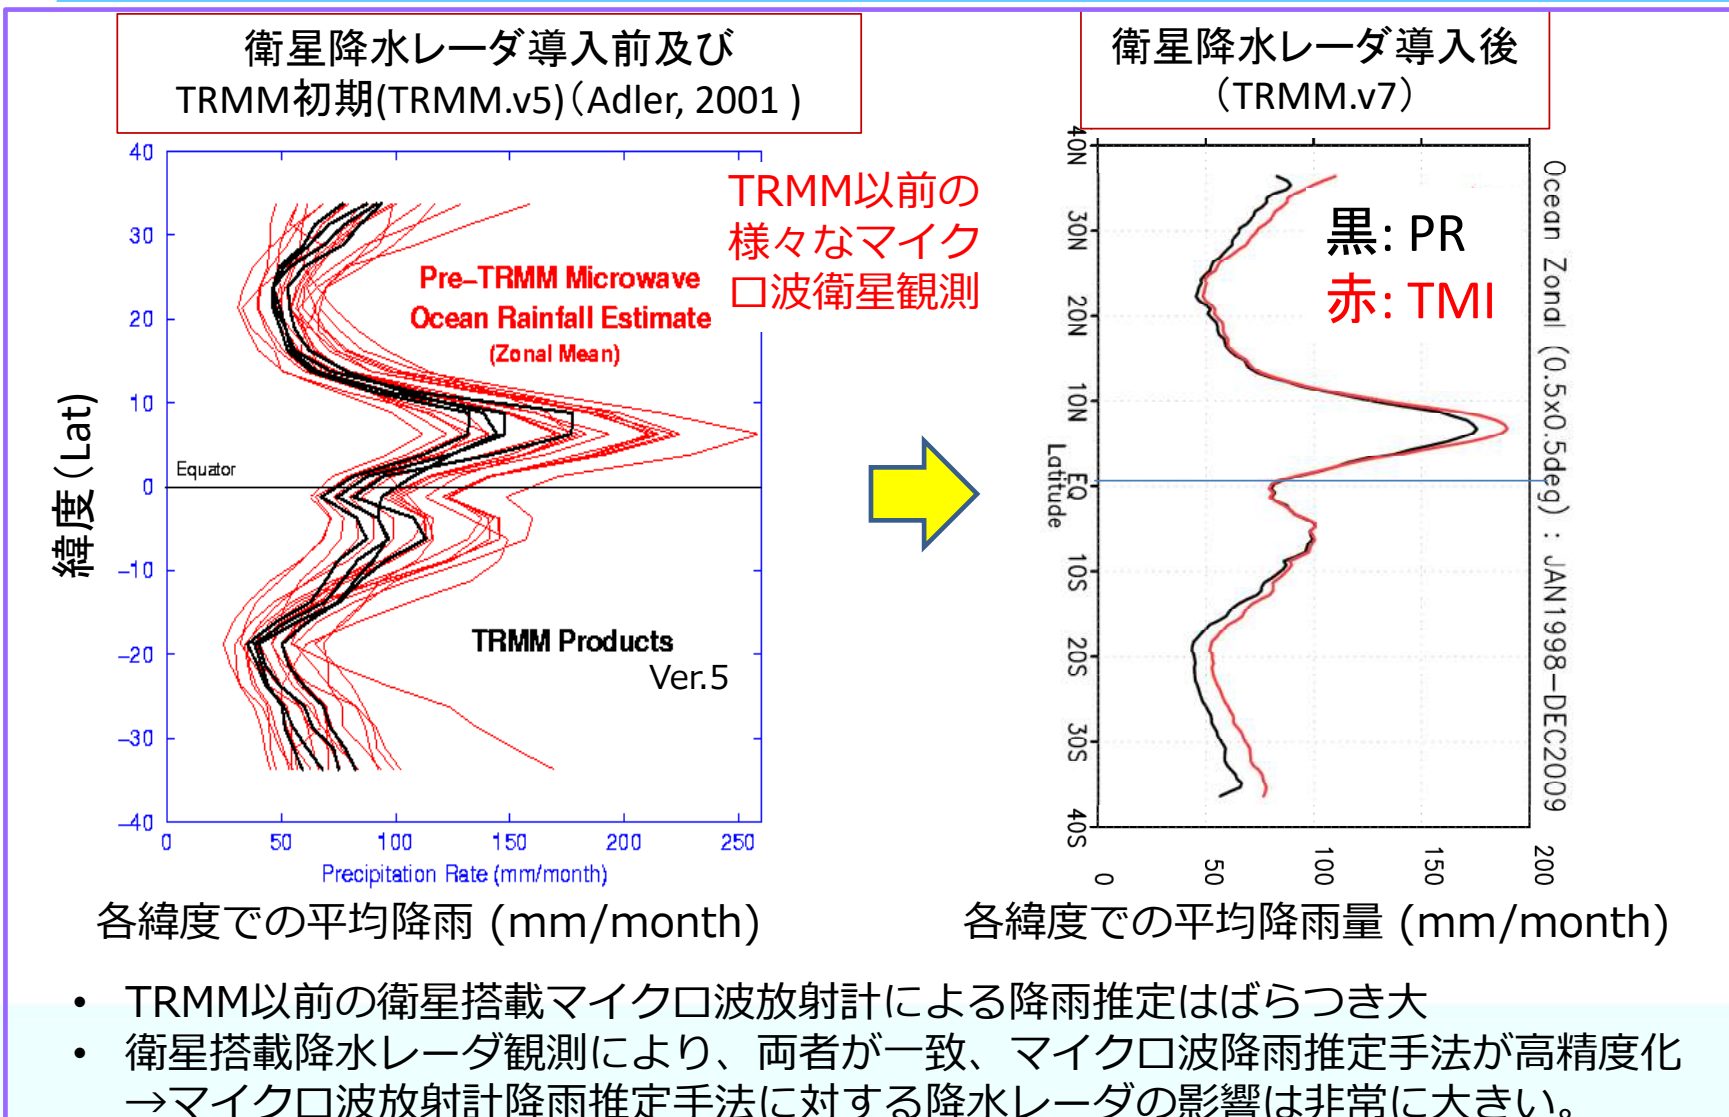 衛星降水レーダ導入前及び
TRMM初期(TRMM.v5)（Adler, 2001 )
40
30
20
10
0
−10
−20
−30
−40
0
50
100
150
200
250
Precipitation Rate (mm/month)
緯度（Lat)
Equator
Pre−TRMM Microwave
Ocean Rainfall Estimate
(Zonal Mean)
TRMM Products
Ver.5
TRMM以前の
様々なマイク
ロ波衛星観測
各緯度での平均降雨 (mm/month)
衛星降水レーダ導入後
（TRMM.v7）
40N
30N
20N
10N
EQ
10S
20S
30S
40S
Latitude
0
50
100
150
200
黒: PR
赤: TMI
Ocean Zonal (0.5x0.5deg) : JAN1998−DEC2009
各緯度での平均降雨量 (mm/month)
• TRMM以前の衛星搭載マイクロ波放射計による降雨推定はばらつき大
• 衛星搭載降水レーダ観測により、両者が一致、マイクロ波降雨推定手法が高精度化
→マイクロ波放射計降雨推定手法に対する降水レーダの影響は非常に大きい。